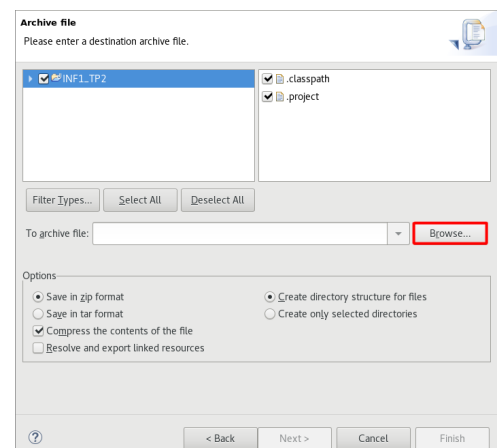 Archive file
Please enter a destination archive file.
INF1_TP2
.classpath
.project
Filter Types...
Select All
Deselect All
To archive file:
Browse...
Options
Save in zip format
Create directory structure for files
Save in tar format
Create only selected directories
Compress the contents of the file
Resolve and export linked resources
?
< Back
Next >
Cancel
Finish